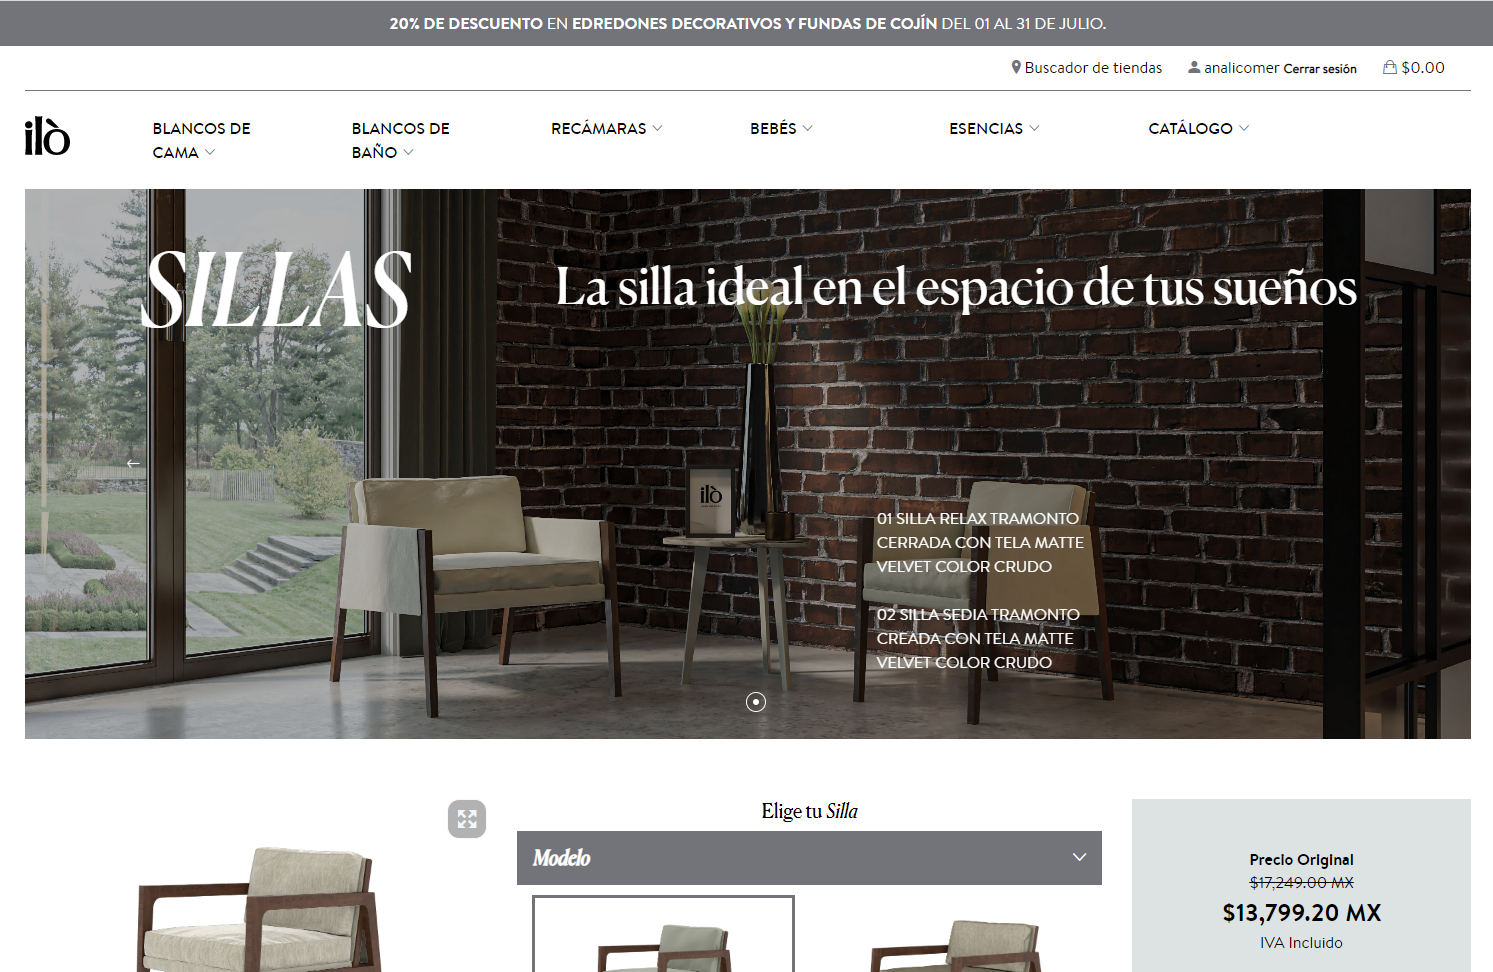 20% DE DESCUENTO EN EDREDONES DECORATIVOS Y FUNDAS DE COJÍN DEL 01 AL 31 DE JULIO.
Buscador de tiendas analicomer Cerrar sesión $0.00
ilò
BLANCOS DE
CAMA
BLANCOS DE
BAÑO
RECÁMARAS
BEBÉS
ESENCIAS
CATÁLOGO
SILLAS
La silla ideal en el espacio de tus sueños
ilò
01 SILLA RELAX TRAMONTO
CERRADA CON TELA MATTE
VELVET COLOR CRUDO
02 SILLA SEDIA TRAMONTO
CREADA CON TELA MATTE
VELVET COLOR CRUDO
Elige tu Silla
Modelo
Precio Original
$17,249.00 MX
$13,799.20 MX
IVA Incluido